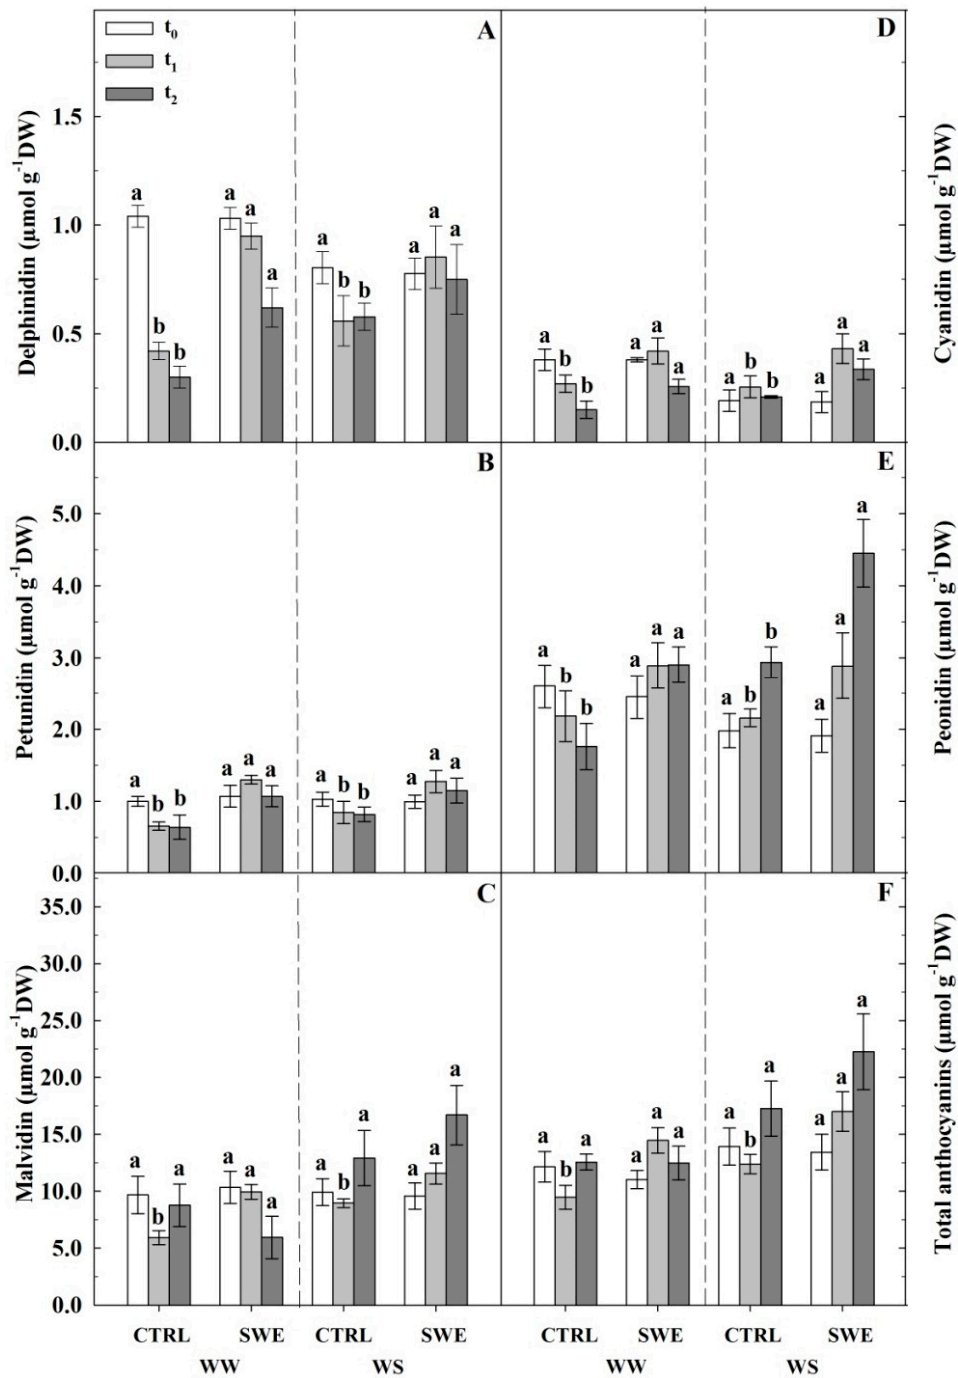 t0
t1
t2
A
D
1.5
1.0
0.5
0.0
Delphinidin (μmol g-1DW)
Cyanidin (μmol g-1DW)
a
b
b
a
a
a
a
b
b
a
a
a
a
b
b
a
a
a
a
b
b
a
a
a
B
E
5.0
4.0
3.0
2.0
1.0
0.0
Petunidin (μmol g-1DW)
Peonidin (μmol g-1DW)
a
b
b
a
a
a
a
b
b
a
a
a
a
b
b
a
a
a
a
b
b
a
a
a
C
F
35.0
30.0
25.0
20.0
15.0
10.0
5.0
0.0
Malvidin (μmol g-1DW)
Total anthocyanins (μmol g-1DW)
a
b
a
a
a
a
a
b
a
a
a
a
a
b
a
a
a
a
a
b
a
a
a
a
CTRL SWE CTRL SWE CTRL SWE CTRL SWE
WW WS WW WS